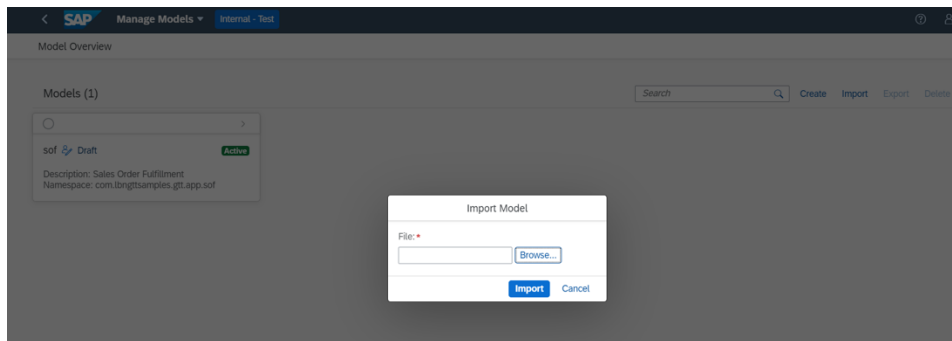 SAP Manage Models Internal - Test
Model Overview
Models (1)
Search Create Import Export Delete
sof Draft Active
Description: Sales Order Fulfillment
Namespace: com.lbngttsamples.gtt.app.sof
Import Model
File: *
Browse...
Import Cancel